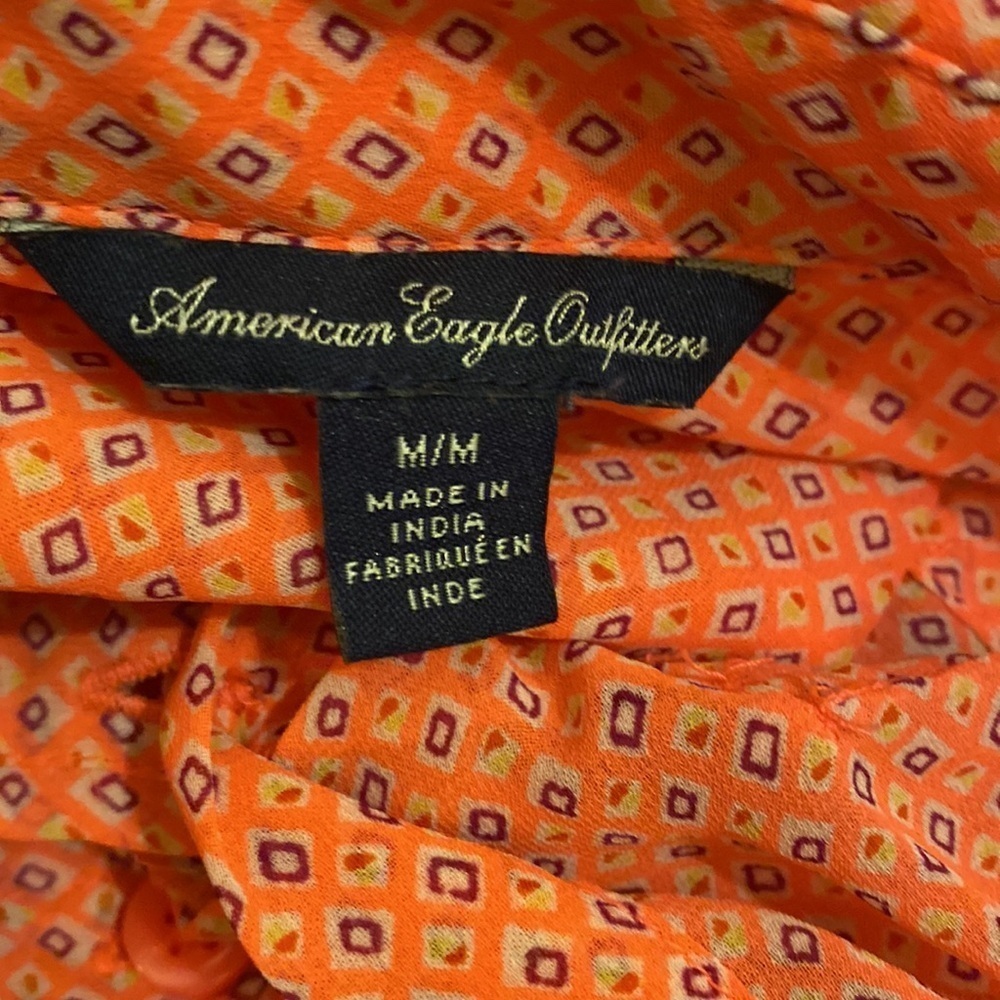 American Eagle Outfitters
M/M
MADE IN
INDIA
FABRIQUÉ EN
INDE